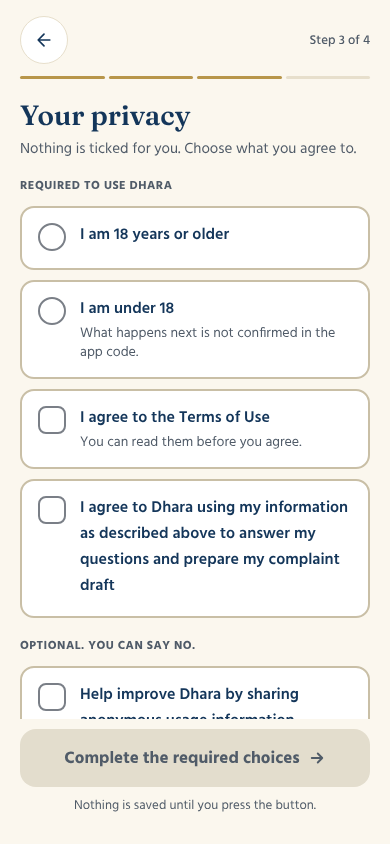 Step 3 of 4
Your privacy
Nothing is ticked for you. Choose what you agree to.
REQUIRED TO USE DHARA
I am 18 years or older
I am under 18
What happens next is not confirmed in the
app code.
I agree to the Terms of Use
You can read them before you agree.
I agree to Dhara using my information
as described above to answer my
questions and prepare my complaint
draft
OPTIONAL. YOU CAN SAY NO.
Help improve Dhara by sharing
anonymous usage information
Complete the required choices →
Nothing is saved until you press the button.